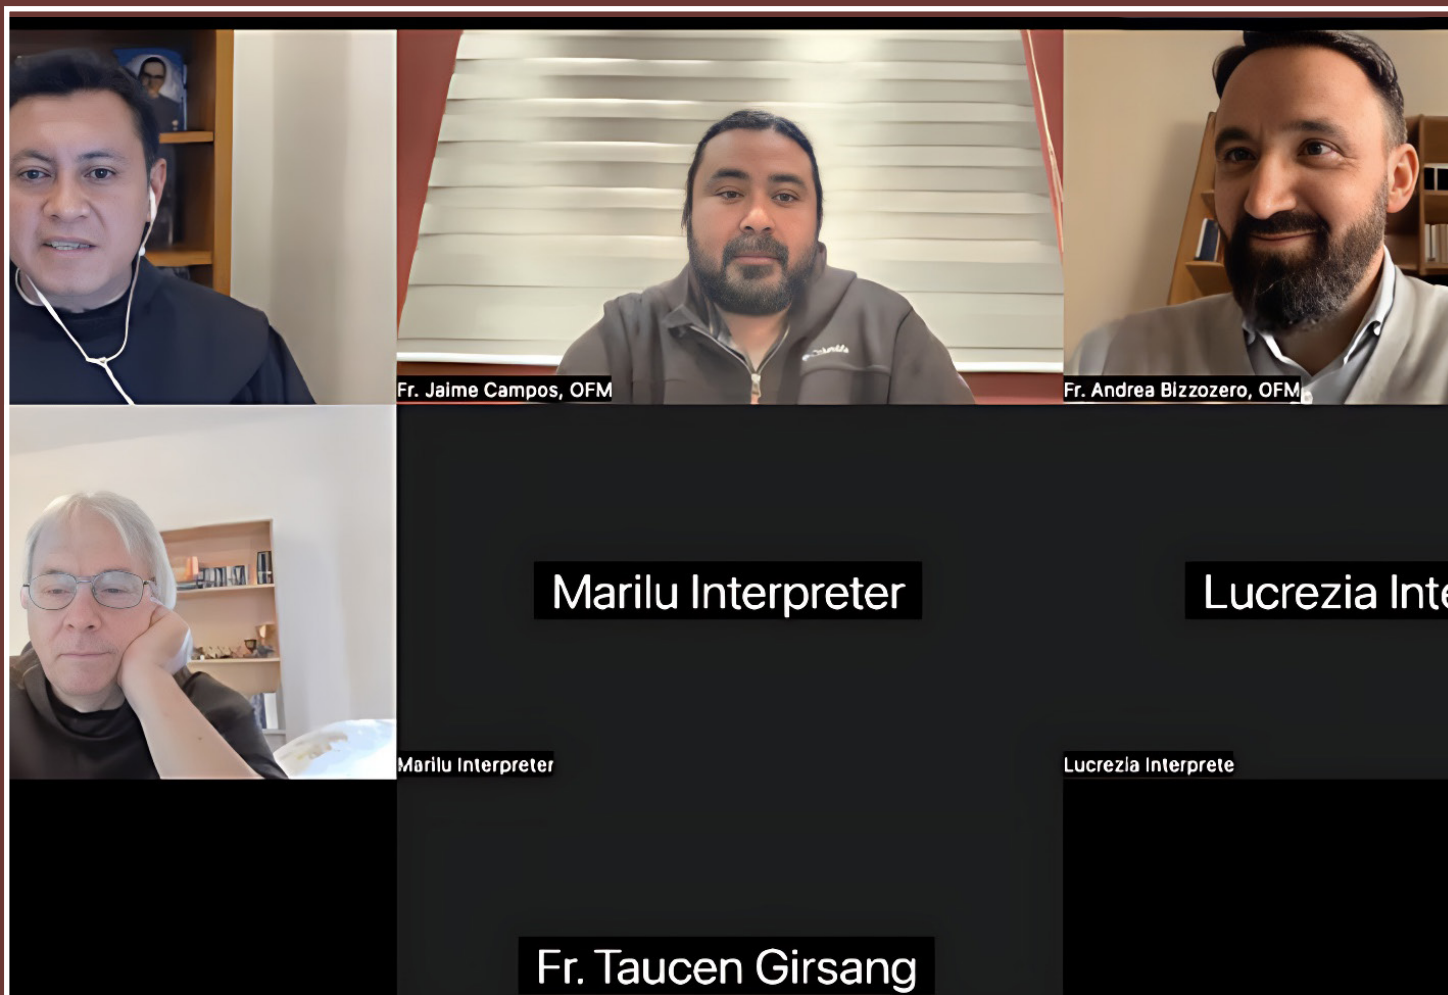 Fr. Jaime Campos, OFM
Fr. Andrea Bizzozero, OFM
Marilu Interpreter
Lucrezia Inte
Marilu Interpreter
Lucrezia Interprete
Fr. Taucen Girsang